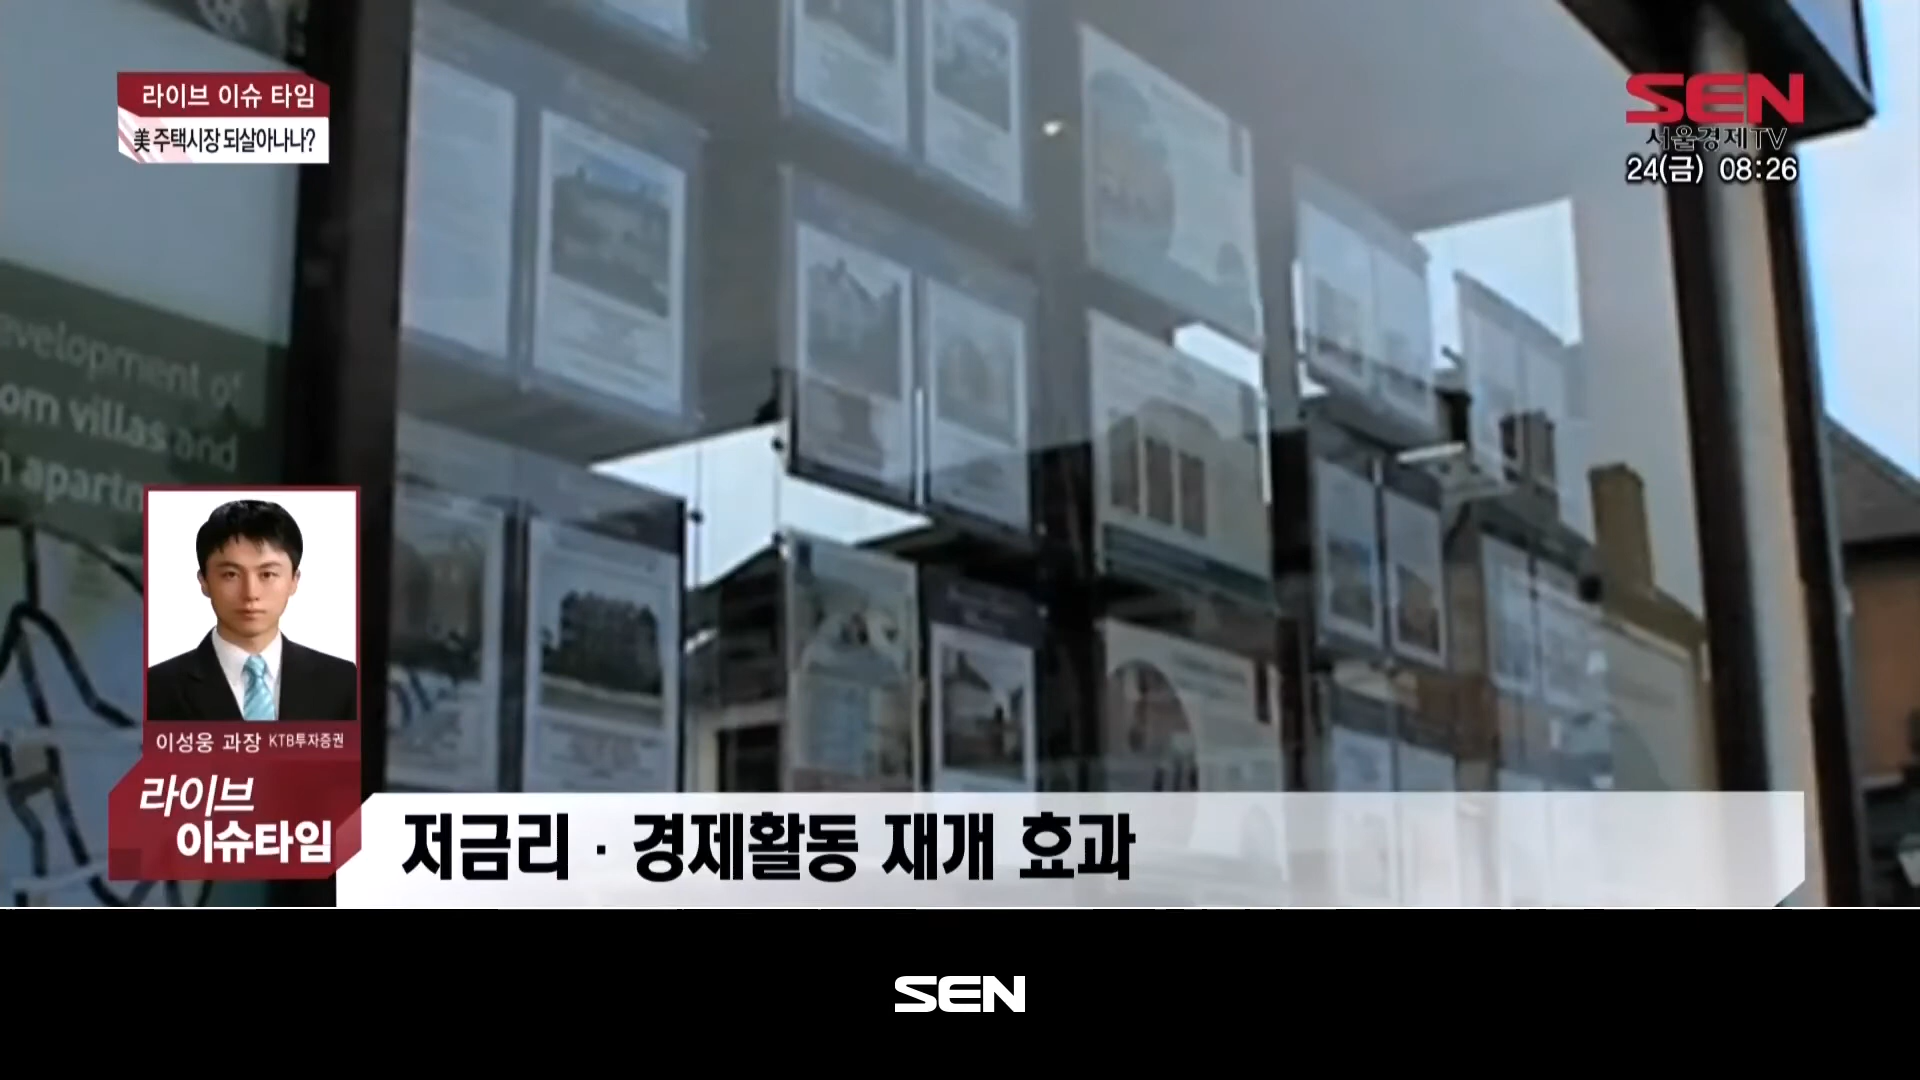 라이브 이슈 타임
美 주택시장 되살아나나?
SEN
서울경제TV
24(금) 08:26
evelopment of
om villas and
n apartn
이성웅 과장 KTB투자증권
라이브
이슈타임
저금리 · 경제활동 재개 효과
SEN